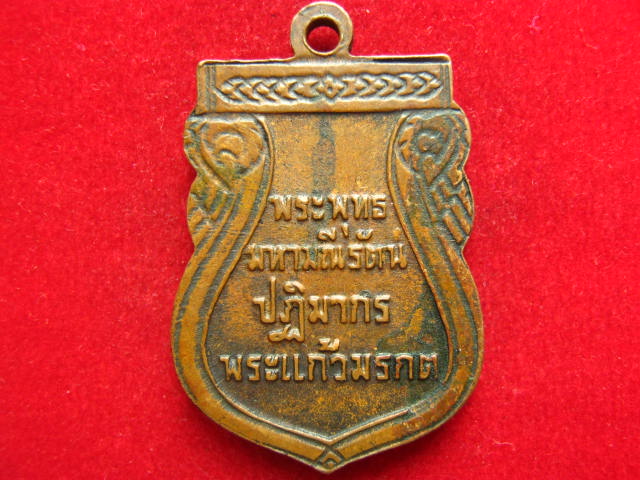 พระพุทธ
มหามณีรัตน
ปฏิมากร
พระแก้วมรกต